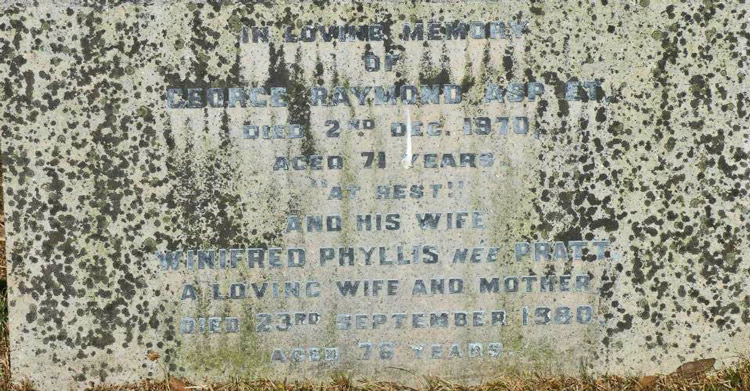 IN LOVING MEMORY
OF
GEORGE RAYMOND
DIED 2ND DEC. 1970,
AGED 71 YEARS
"AT REST"
AND HIS WIFE
WINIFRED PHYLLIS NÉE PRATT.
A LOVING WIFE AND MOTHER.
DIED 23RD SEPTEMBER 1980.
AGED 76 YEARS.